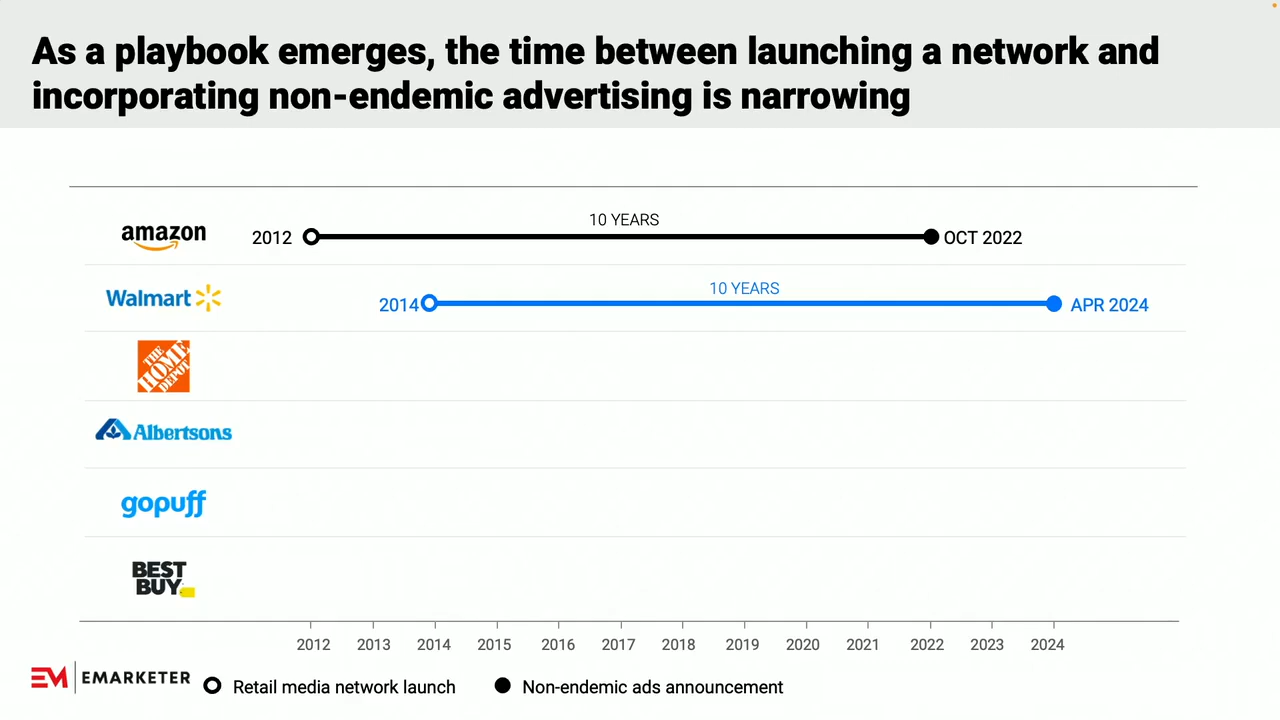 As a playbook emerges, the time between launching a network and
incorporating non-endemic advertising is narrowing
amazon
2012
10 YEARS
OCT 2022
Walmart
2014
10 YEARS
APR 2024
THE
HOME
DEPOT
Albertsons
gopuff
BEST
BUY
2012 2013 2014 2015 2016 2017 2018 2019 2020 2021 2022 2023 2024
EM EMARKETER
Retail media network launch
Non-endemic ads announcement